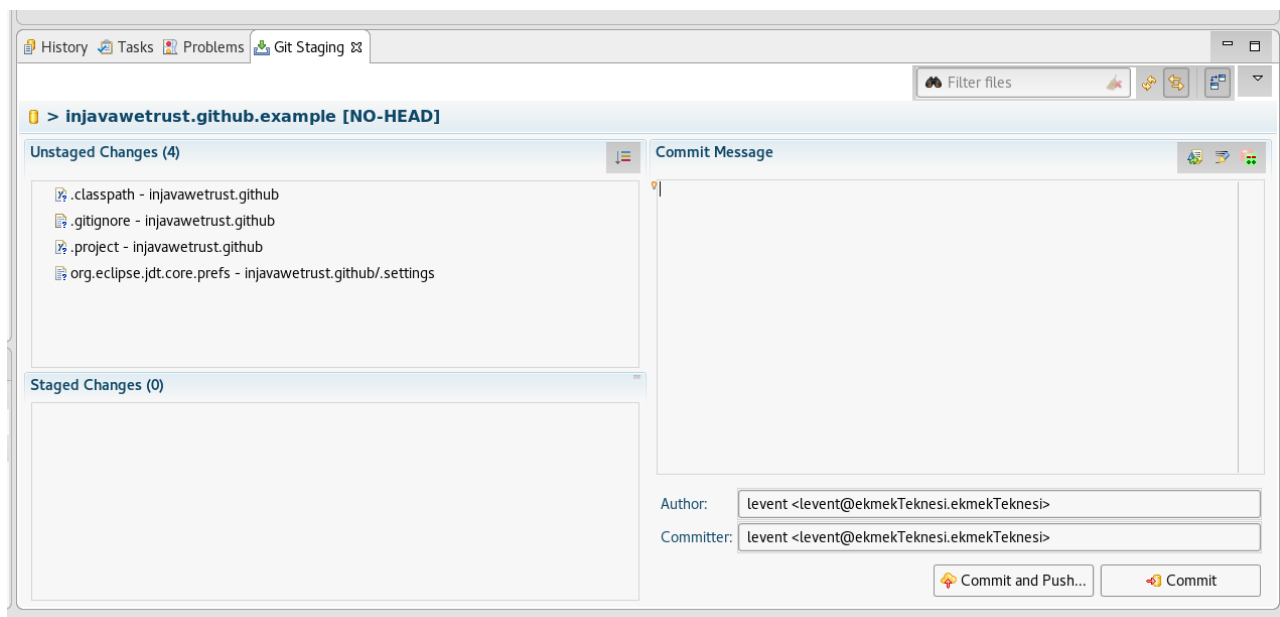 History Tasks Problems Git Staging
Filter files
> injavawetrust.github.example [NO-HEAD]
Unstaged Changes (4)
.classpath - injavawetrust.github
.gitignore - injavawetrust.github
.project - injavawetrust.github
org.eclipse.jdt.core.prefs - injavawetrust.github/.settings
Staged Changes (0)
Commit Message
Author: levent <levent@ekmekTeknesi.ekmekTeknesi>
Committer: levent <levent@ekmekTeknesi.ekmekTeknesi>
Commit and Push... Commit